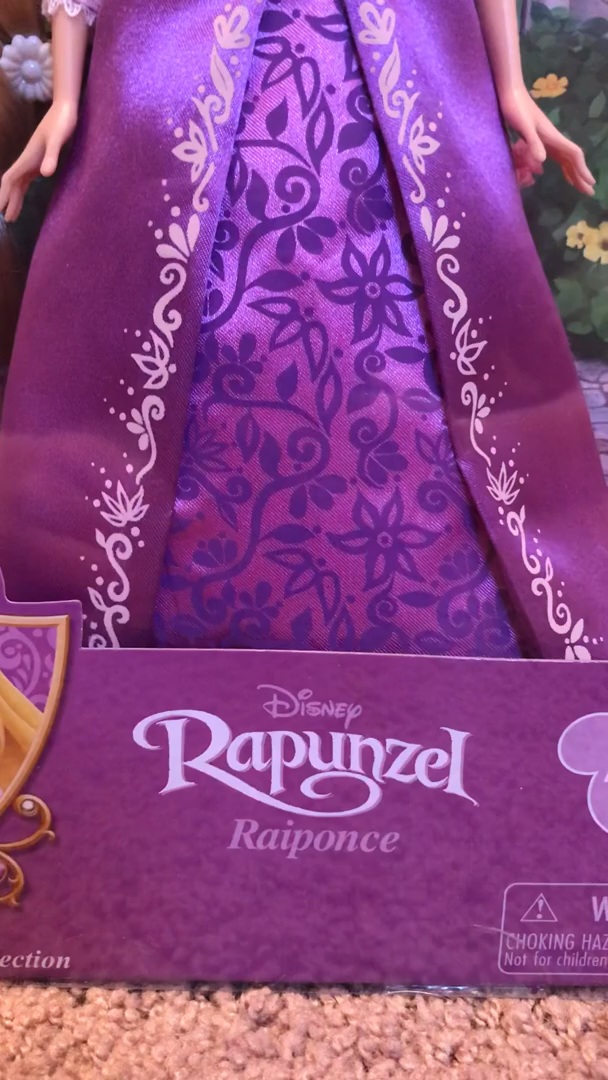 Disney
Rapunzel
Raiponce
ection
W
CHOKING HAZ
Not for children